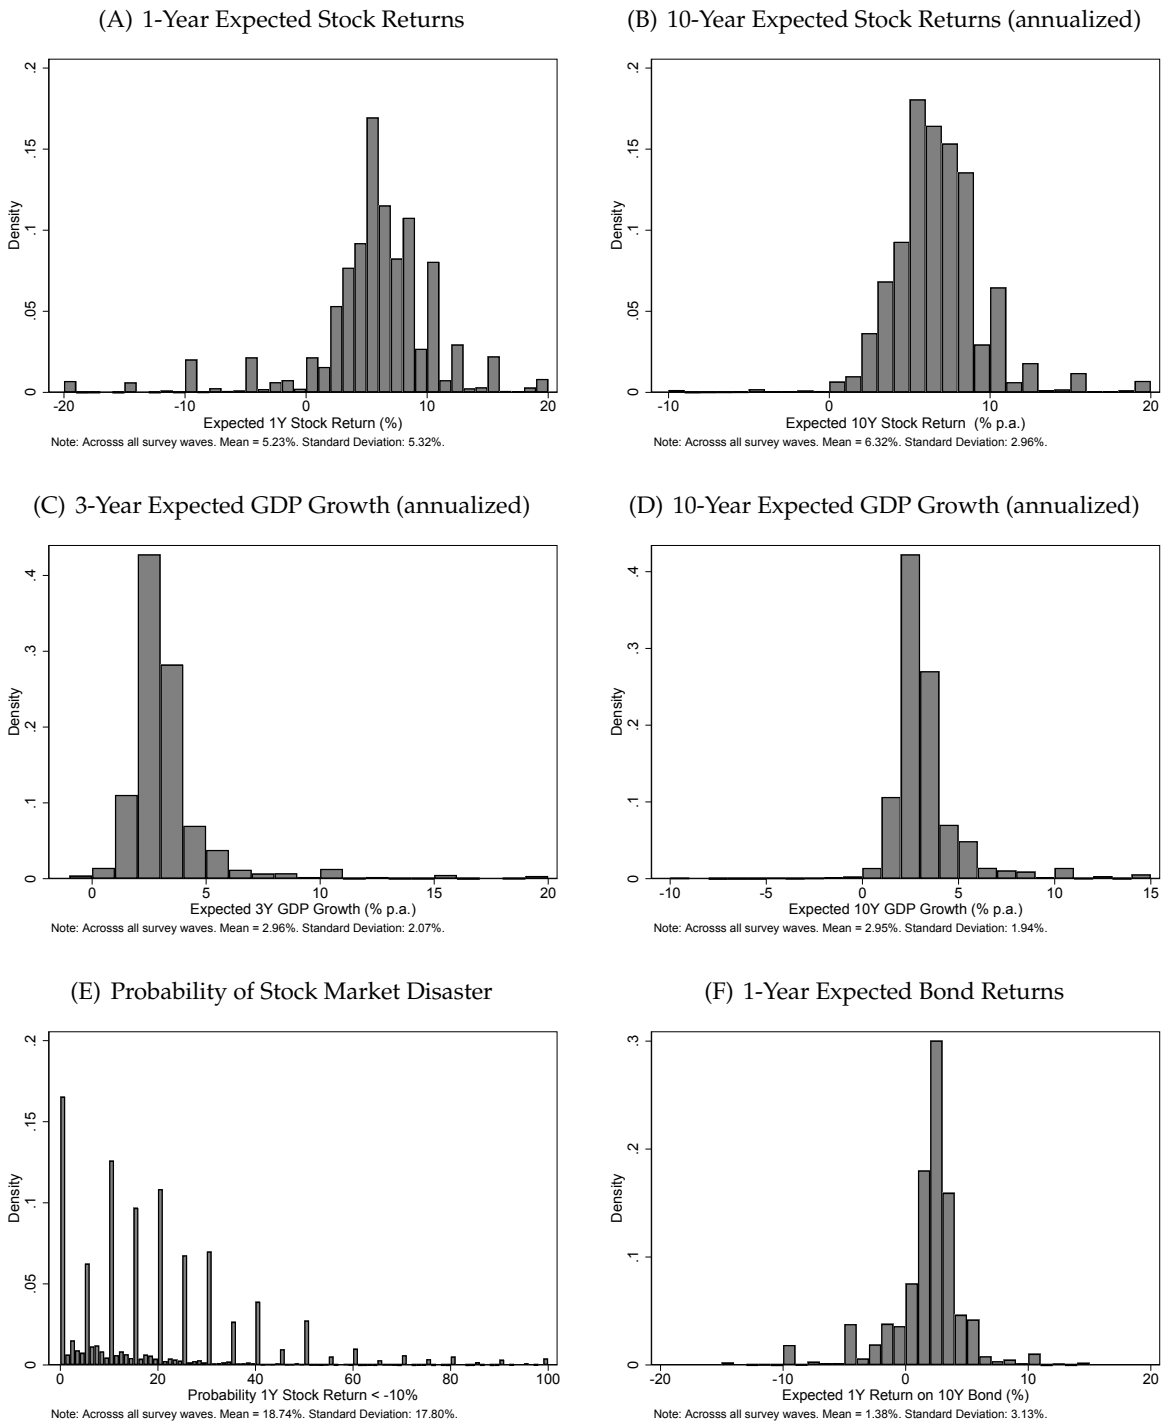 (A) 1-Year Expected Stock Returns
Density
0 .05 .1 .15 .2
-20 -10 0 10 20
Expected 1Y Stock Return (%)
Note: Acrosss all survey waves. Mean = 5.23%. Standard Deviation: 5.32%.
(B) 10-Year Expected Stock Returns (annualized)
Density
0 .05 .1 .15 .2
-10 0 10 20
Expected 10Y Stock Return (% p.a.)
Note: Acrosss all survey waves. Mean = 6.32%. Standard Deviation: 2.96%.
(C) 3-Year Expected GDP Growth (annualized)
Density
0 .1 .2 .3 .4
0 5 10 15 20
Expected 3Y GDP Growth (% p.a.)
Note: Acrosss all survey waves. Mean = 2.96%. Standard Deviation: 2.07%.
(D) 10-Year Expected GDP Growth (annualized)
Density
0 .1 .2 .3 .4
-10 -5 0 5 10 15
Expected 10Y GDP Growth (% p.a.)
Note: Acrosss all survey waves. Mean = 2.95%. Standard Deviation: 1.94%.
(E) Probability of Stock Market Disaster
Density
0 .05 .1 .15 .2
0 20 40 60 80 100
Probability 1Y Stock Return < -10%
Note: Acrosss all survey waves. Mean = 18.74%. Standard Deviation: 17.80%.
(F) 1-Year Expected Bond Returns
Density
0 .1 .2 .3
-20 -10 0 10 20
Expected 1Y Return on 10Y Bond (%)
Note: Acrosss all survey waves. Mean = 1.38%. Standard Deviation: 3.13%.